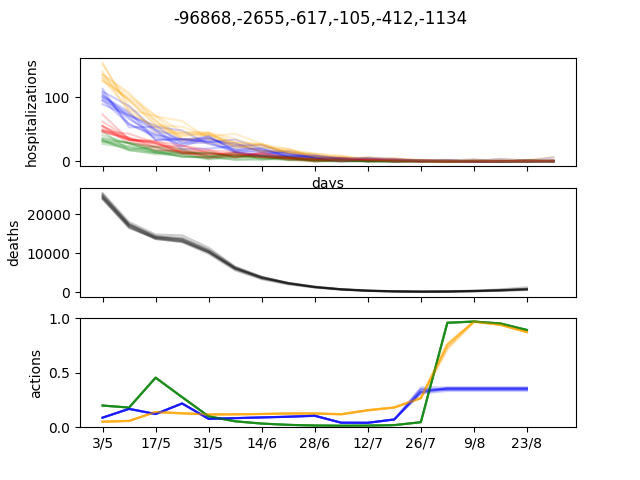 -96868,-2655,-617,-105,-412,-1134
hospitalizations
100
0
days
deaths
20000
10000
0
actions
1.0
0.5
0.0
3/5 17/5 31/5 14/6 28/6 12/7 26/7 9/8 23/8